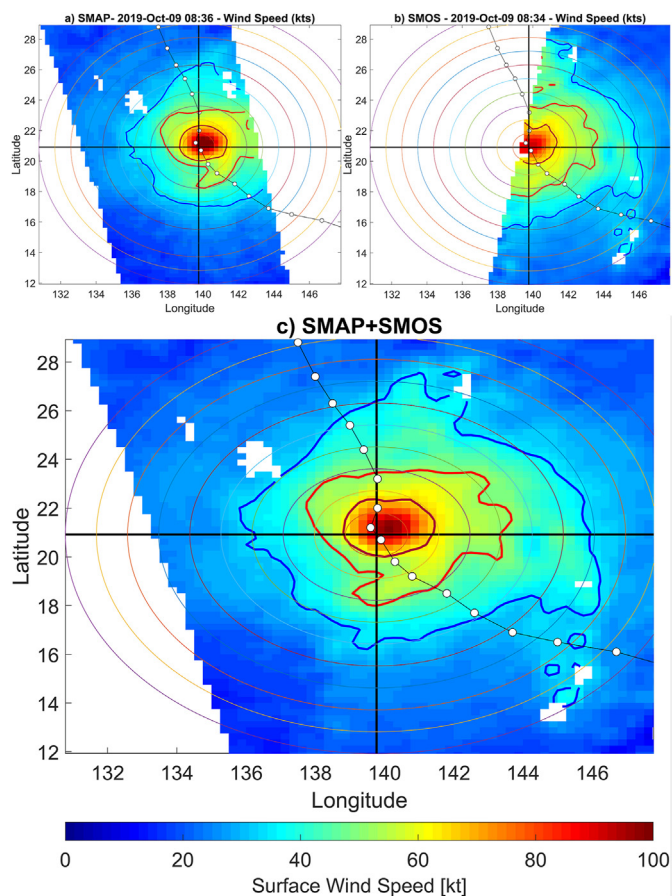 a) SMAP- 2019-Oct-09 08:36 - Wind Speed (kts)
b) SMOS - 2019-Oct-09 08:34 - Wind Speed (kts)
28
26
24
22
20
18
16
14
12
Latitude
132 134 136 138 140 142 144 146
Longitude
28
26
24
22
20
18
16
14
12
Latitude
132 134 136 138 140 142 144 146
Longitude
c) SMAP+SMOS
28
26
24
22
20
18
16
14
12
Latitude
132 134 136 138 140 142 144 146
Longitude
0 20 40 60 80 100
Surface Wind Speed [kt]